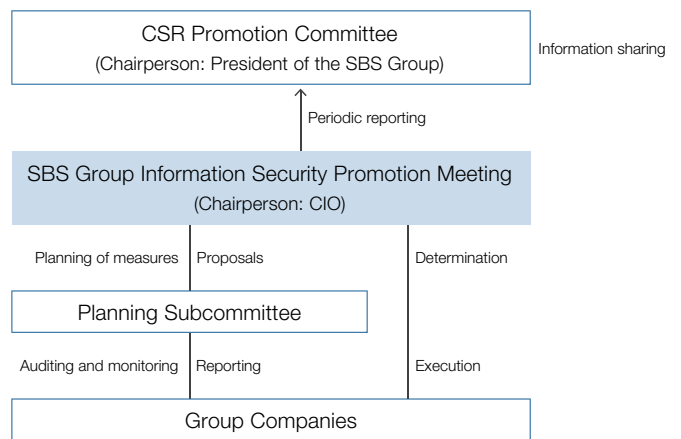 CSR Promotion Committee
(Chairperson: President of the SBS Group)
Information sharing
Periodic reporting
SBS Group Information Security Promotion Meeting
(Chairperson: CIO)
Planning of measures
Proposals
Determination
Planning Subcommittee
Auditing and monitoring
Reporting
Execution
Group Companies